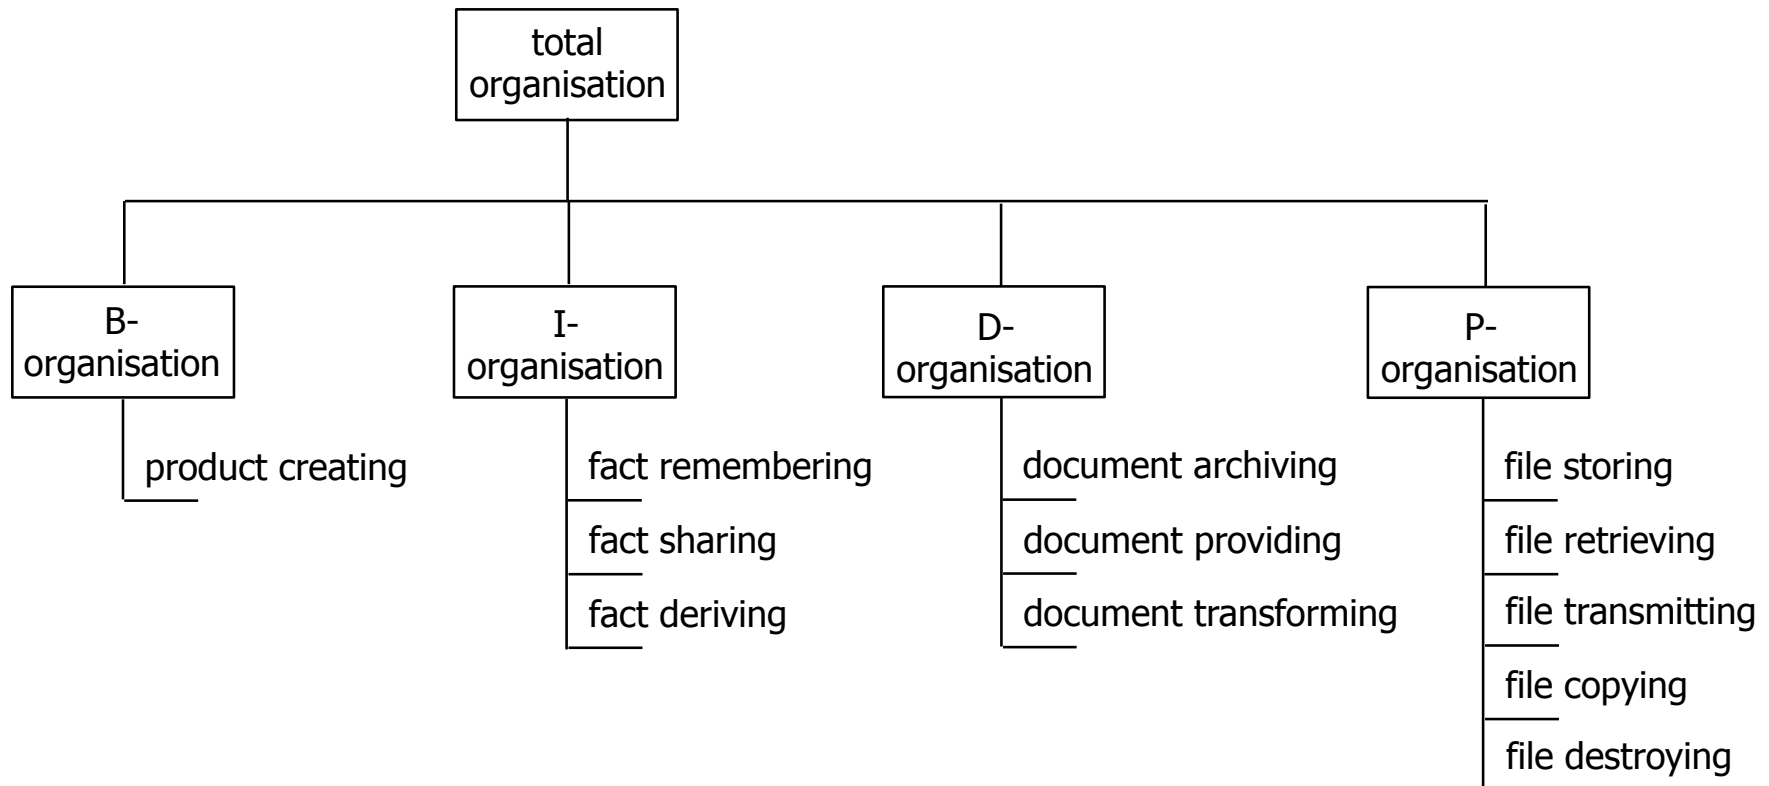 total
organisation
B-
organisation
I-
organisation
D-
organisation
P-
organisation
product creating
fact remembering
fact sharing
fact deriving
document archiving
document providing
document transforming
file storing
file retrieving
file transmitting
file copying
file destroying